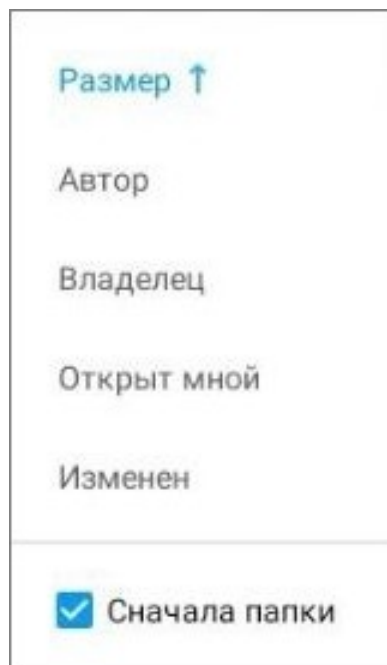 Размер ↑
Автор
Владелец
Открыт мной
Изменен
Сначала папки